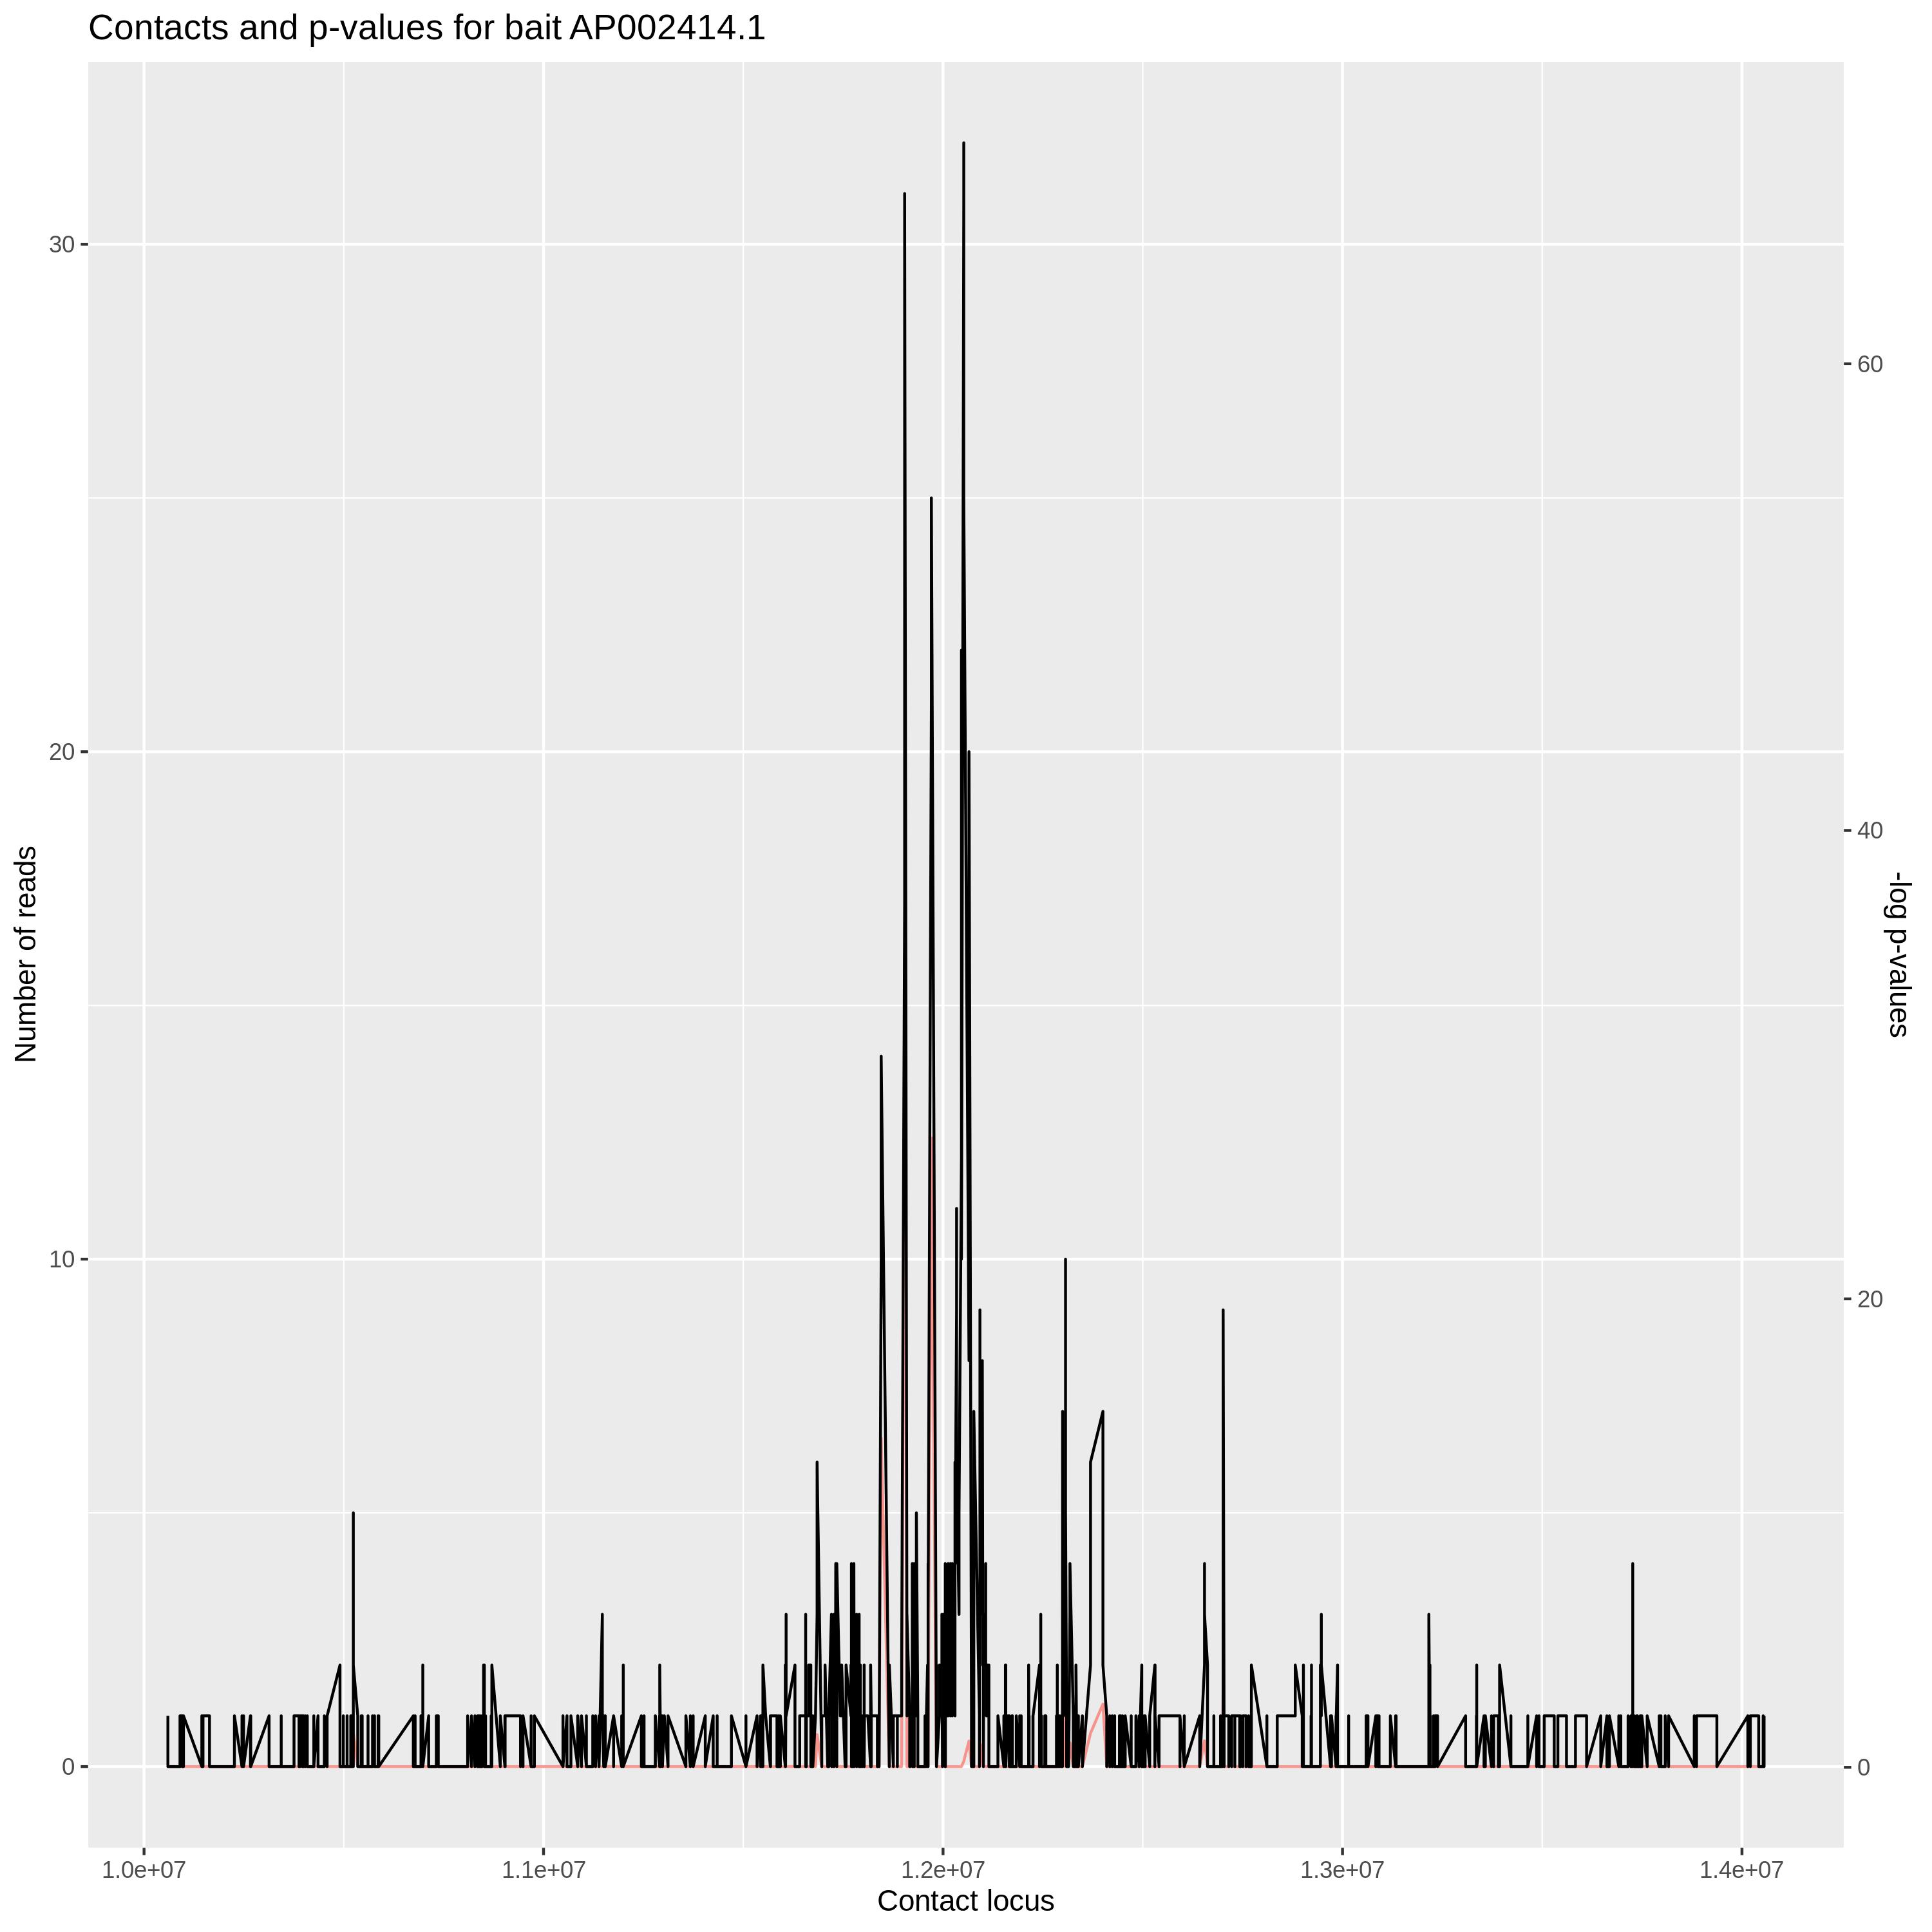 Contacts and p-values for bait AP002414.1
30
20
10
0
Number of reads
60
40
20
0
-log p-values
1.0e+07
1.1e+07
1.2e+07
1.3e+07
1.4e+07
Contact locus